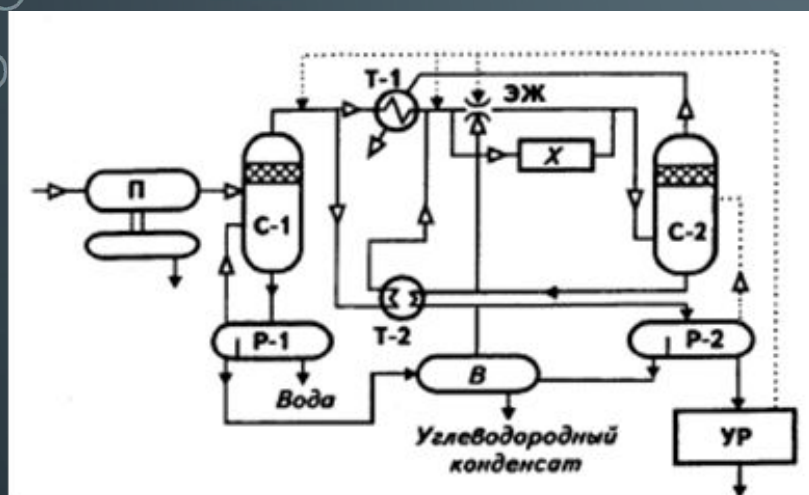 Т-1
ЭЖ
П
Х
С-1
С-2
Т-2
Р-1
Р-2
В
Вода
УР
Углеводородный
конденсат